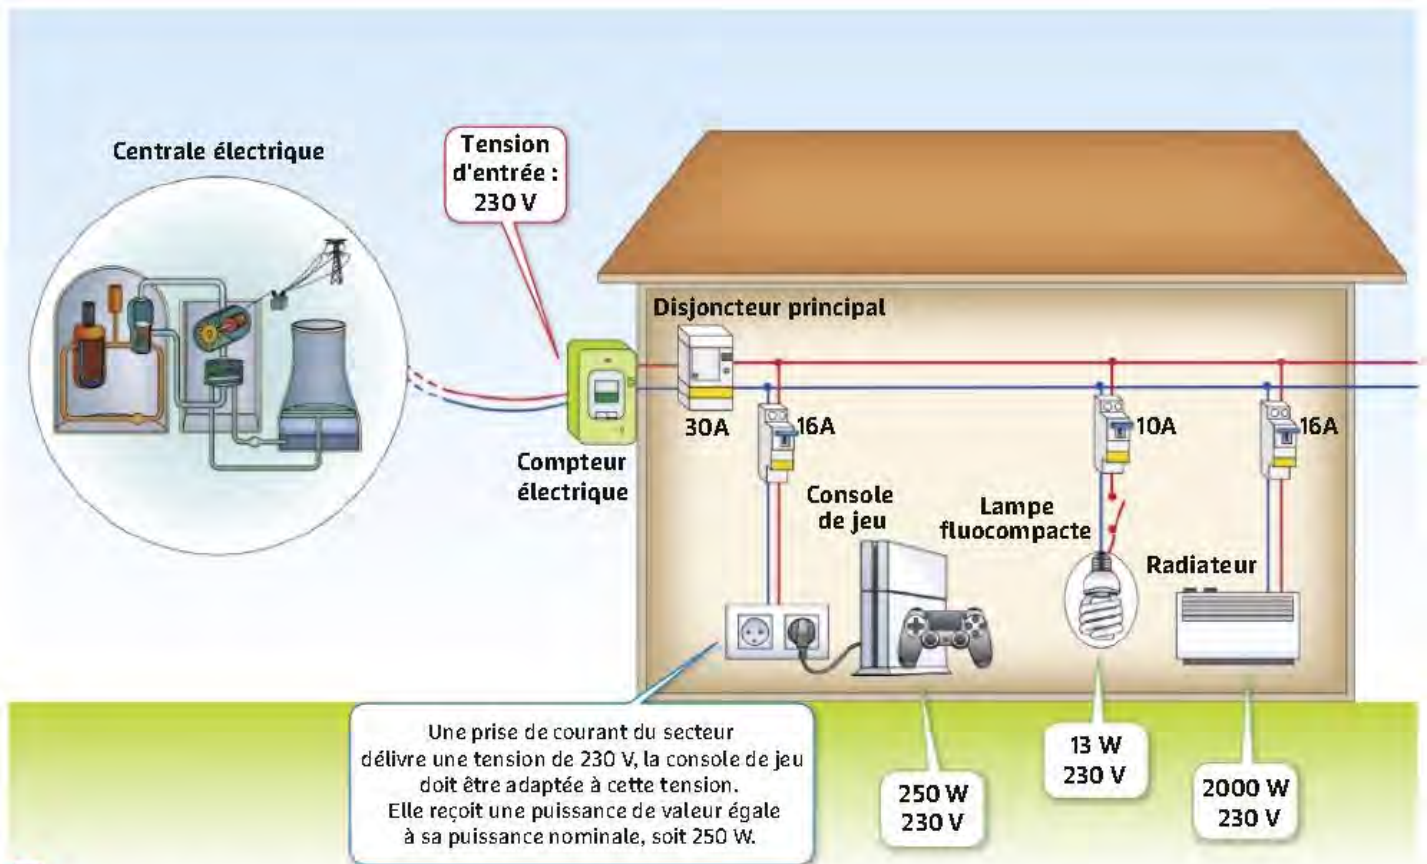 Centrale électrique
Tension
d'entrée :
230 V
Disjoncteur principal
30A
16A
10A
16A
Compteur
électrique
Console
de jeu
Lampe
fluocompacte
Radiateur
Une prise de courant du secteur
délivre une tension de 230 V, la console de jeu
doit être adaptée à cette tension.
Elle reçoit une puissance de valeur égale
à sa puissance nominale, soit 250 W.
250 W
230 V
13 W
230 V
2000 W
230 V